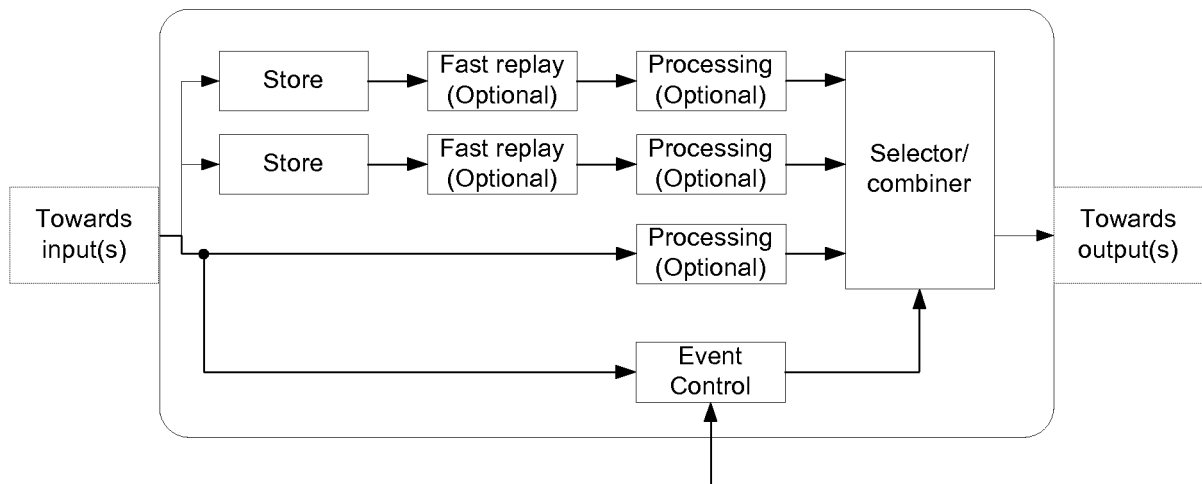 Store
Fast replay
(Optional)
Processing
(Optional)
Store
Fast replay
(Optional)
Processing
(Optional)
Selector/
combiner
Towards
input(s)
Processing
(Optional)
Towards
output(s)
Event
Control